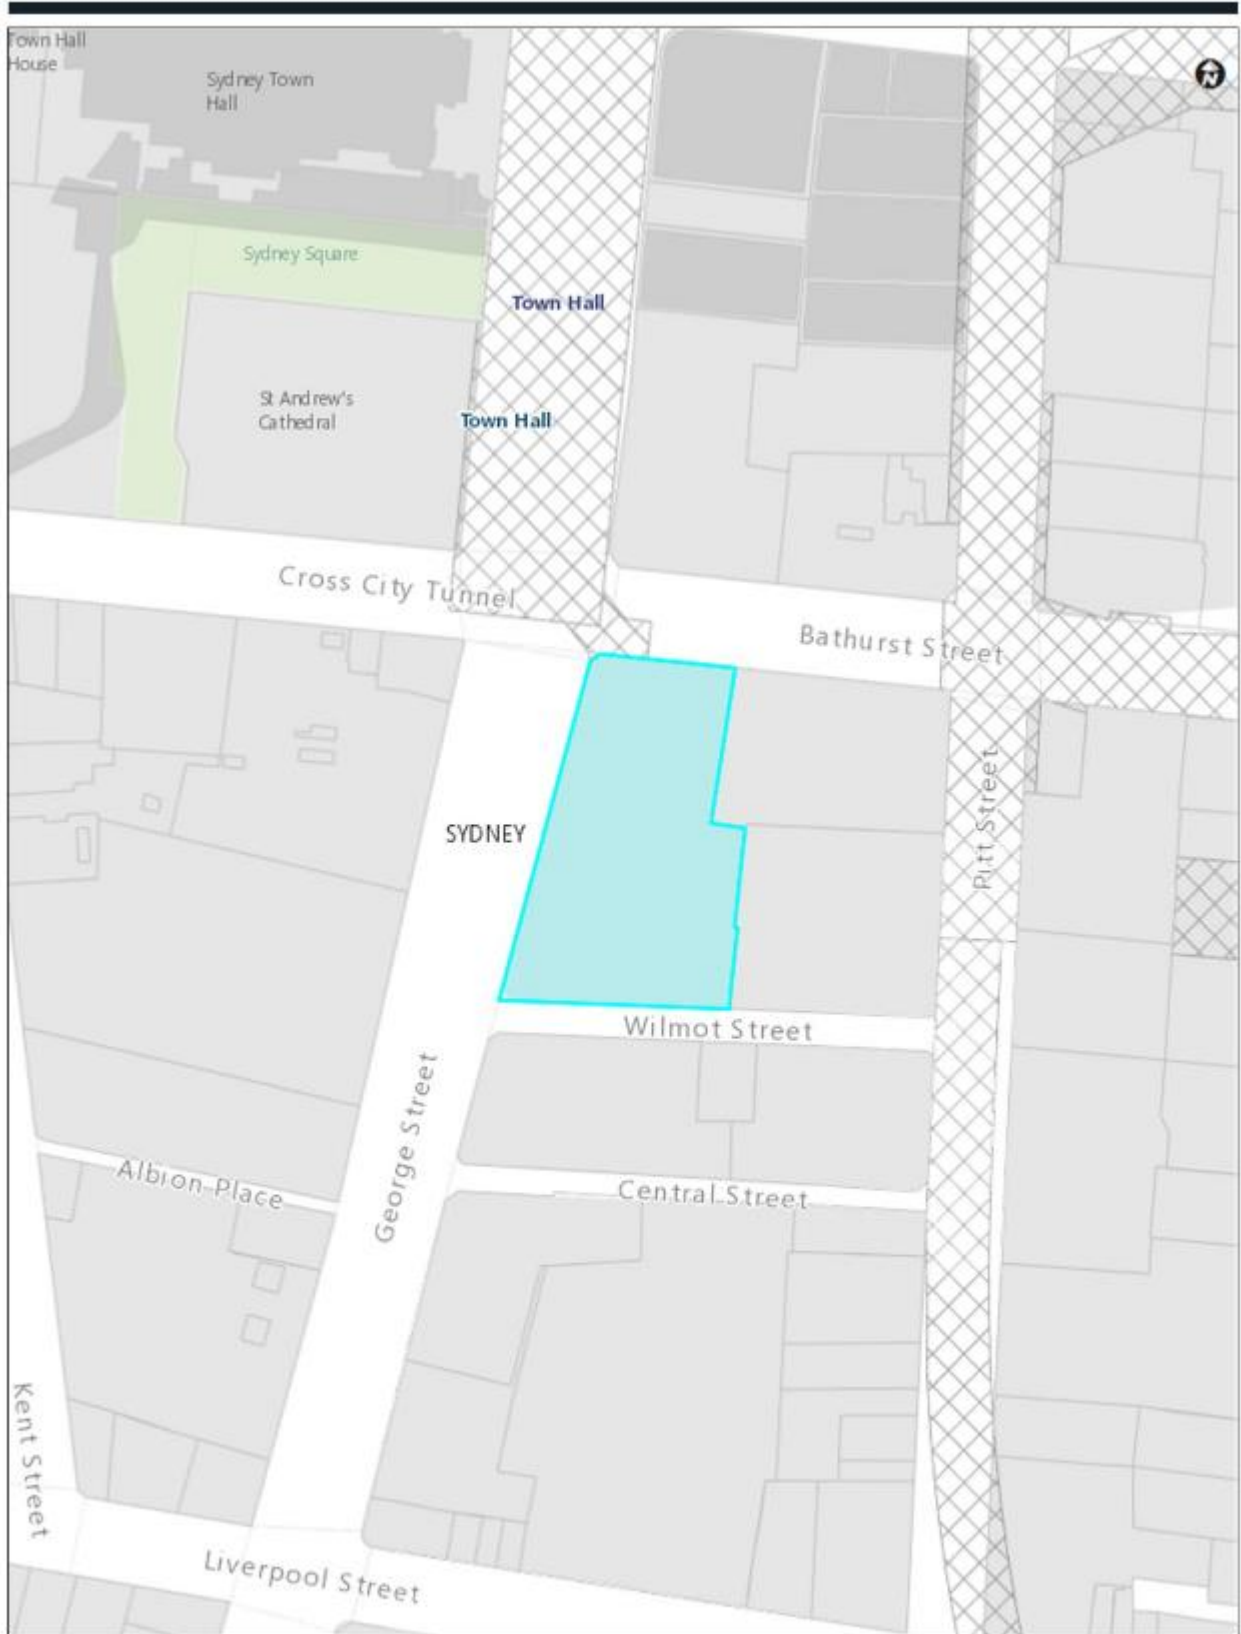 Town Hall
House
Sydney Town
Hall
N
Sydney Square
Town Hall
St Andrew's
Cathedral
Town Hall
Cross City Tunnel
Bathurst Street
Pitt Street
SYDNEY
Wilmot Street
George Street
Albion Place
Central Street
Kent Street
Liverpool Street